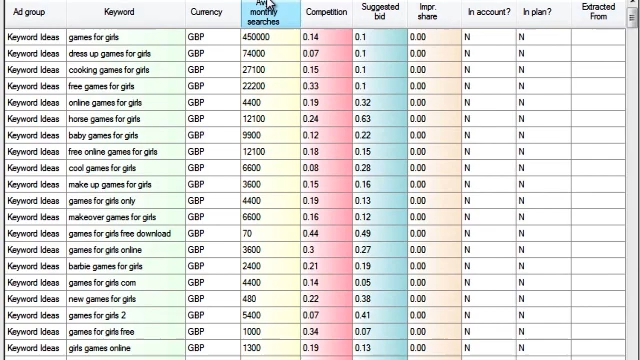 Ad group Keyword Currency Avg. monthly searches Competition Suggested bid Impr. share In account? In plan? Extracted From
Keyword Ideas games for girls GBP 450000 0.14 0.1 0.00 N N
Keyword Ideas dress up games for girls GBP 74000 0.07 0.1 0.00 N N
Keyword Ideas cooking games for girls GBP 27100 0.15 0.1 0.00 N N
Keyword Ideas free games for girls GBP 22200 0.33 0.1 0.00 N N
Keyword Ideas online games for girls GBP 4400 0.19 0.32 0.00 N N
Keyword Ideas horse games for girls GBP 12100 0.24 0.63 0.00 N N
Keyword Ideas baby games for girls GBP 9900 0.12 0.22 0.00 N N
Keyword Ideas free online games for girls GBP 12100 0.18 0.15 0.00 N N
Keyword Ideas cool games for girls GBP 6600 0.08 0.28 0.00 N N
Keyword Ideas make up games for girls GBP 3600 0.15 0.16 0.00 N N
Keyword Ideas games for girls only GBP 4400 0.19 0.13 0.00 N N
Keyword Ideas makeover games for girls GBP 6600 0.16 0.12 0.00 N N
Keyword Ideas games for girls free download GBP 70 0.44 0.49 0.00 N N
Keyword Ideas games for girls online GBP 3600 0.3 0.27 0.00 N N
Keyword Ideas barbie games for girls GBP 2400 0.21 0.19 0.00 N N
Keyword Ideas games for girls com GBP 4400 0.14 0.05 0.00 N N
Keyword Ideas new games for girls GBP 480 0.22 0.38 0.00 N N
Keyword Ideas games for girls 2 GBP 5400 0.07 0.41 0.00 N N
Keyword Ideas games for girls free GBP 1000 0.34 0.07 0.00 N N
Keyword Ideas girls games online GBP 1300 0.19 0.13 0.00 N N